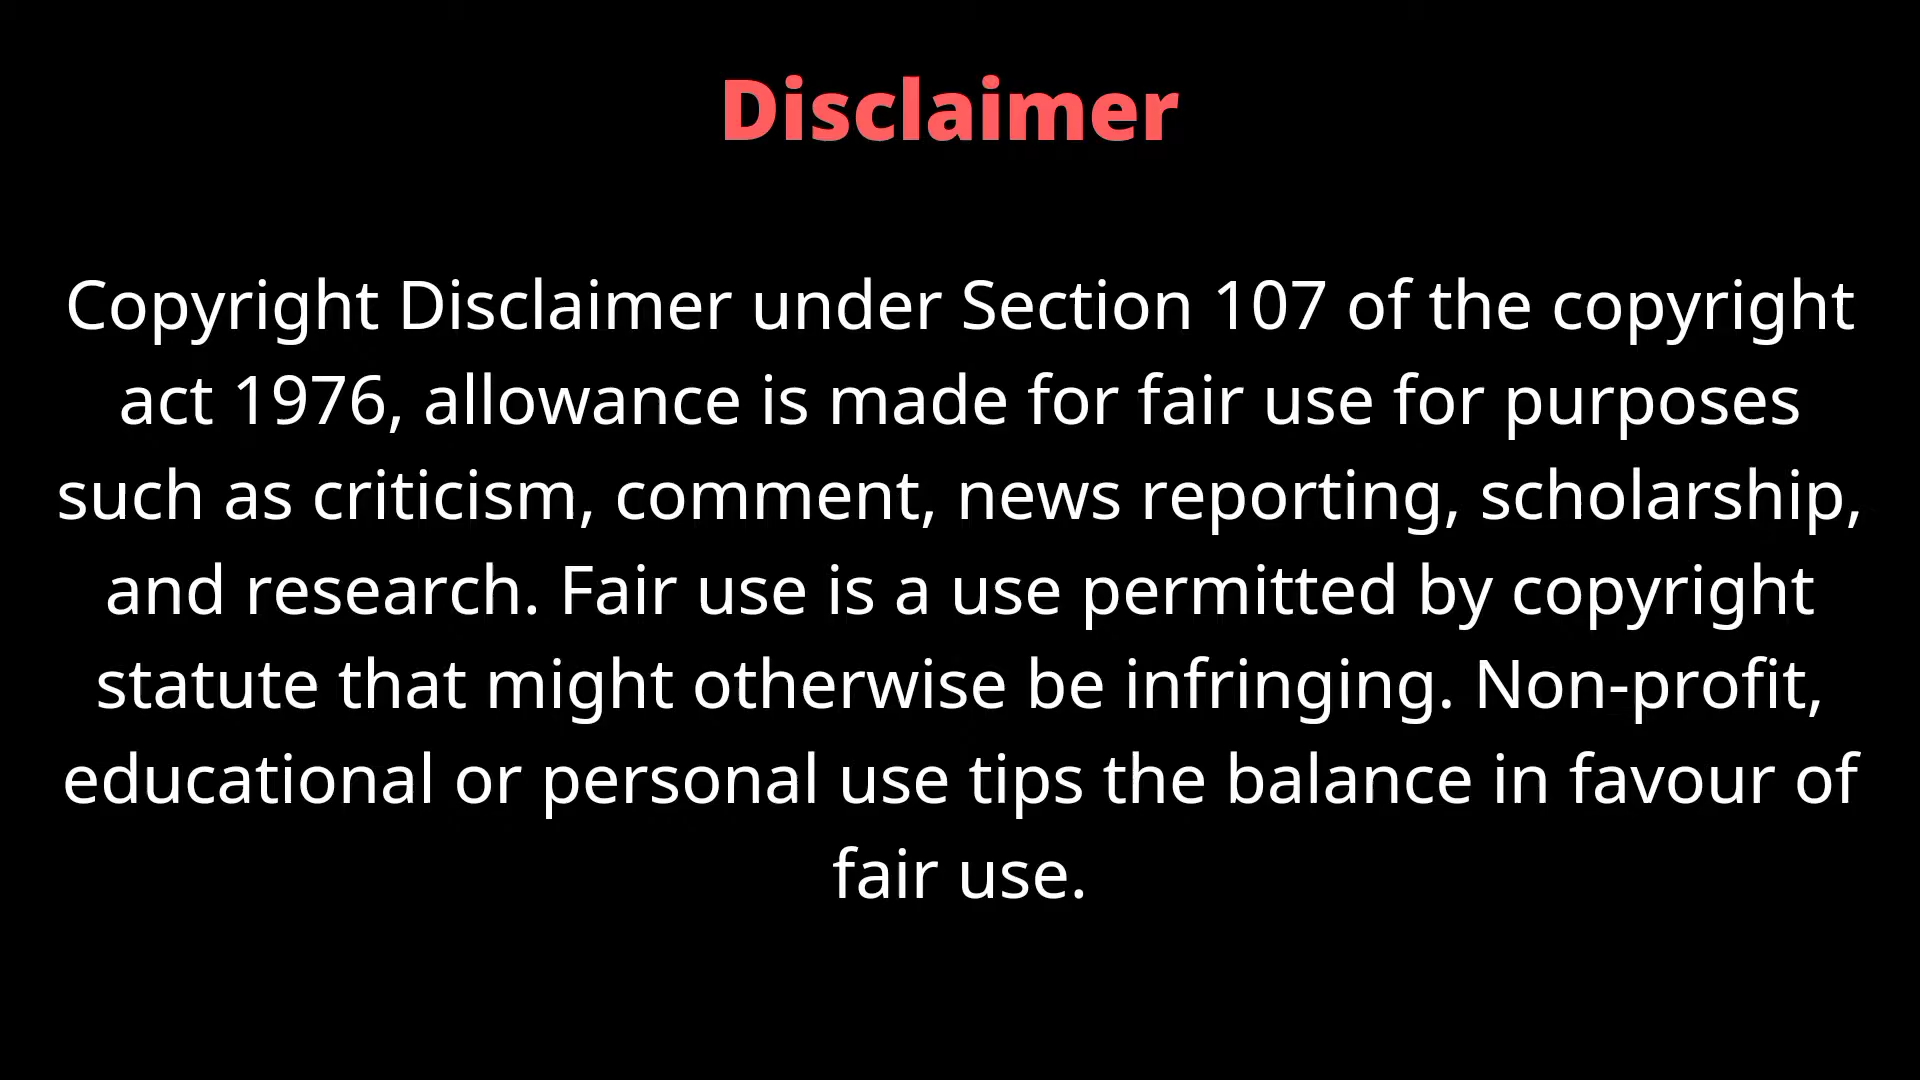 Disclaimer
Copyright Disclaimer under Section 107 of the copyright
act 1976, allowance is made for fair use for purposes
such as criticism, comment, news reporting, scholarship,
and research. Fair use is a use permitted by copyright
statute that might otherwise be infringing. Non-profit,
educational or personal use tips the balance in favour of
fair use.